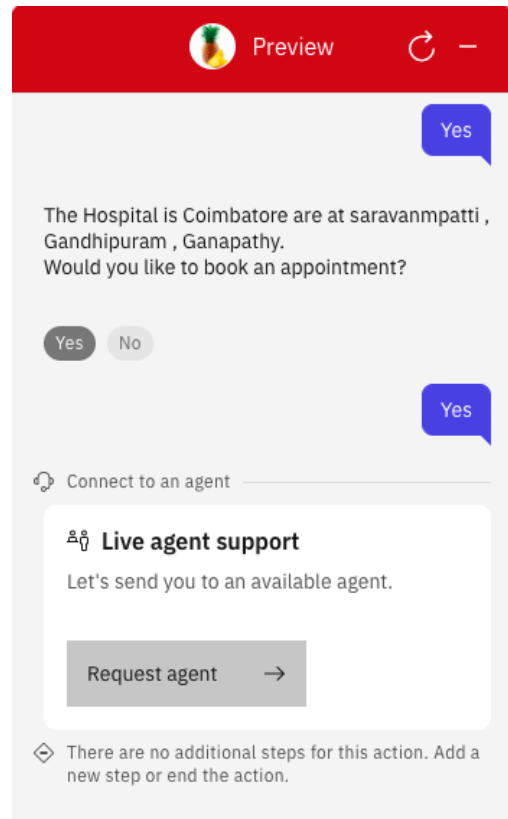 Preview
Yes
The Hospital is Coimbatore are at saravanmpatti ,
Gandhipuram , Ganapathy.
Would you like to book an appointment?
Yes No
Yes
Connect to an agent
Live agent support
Let's send you to an available agent.
Request agent
There are no additional steps for this action. Add a
new step or end the action.